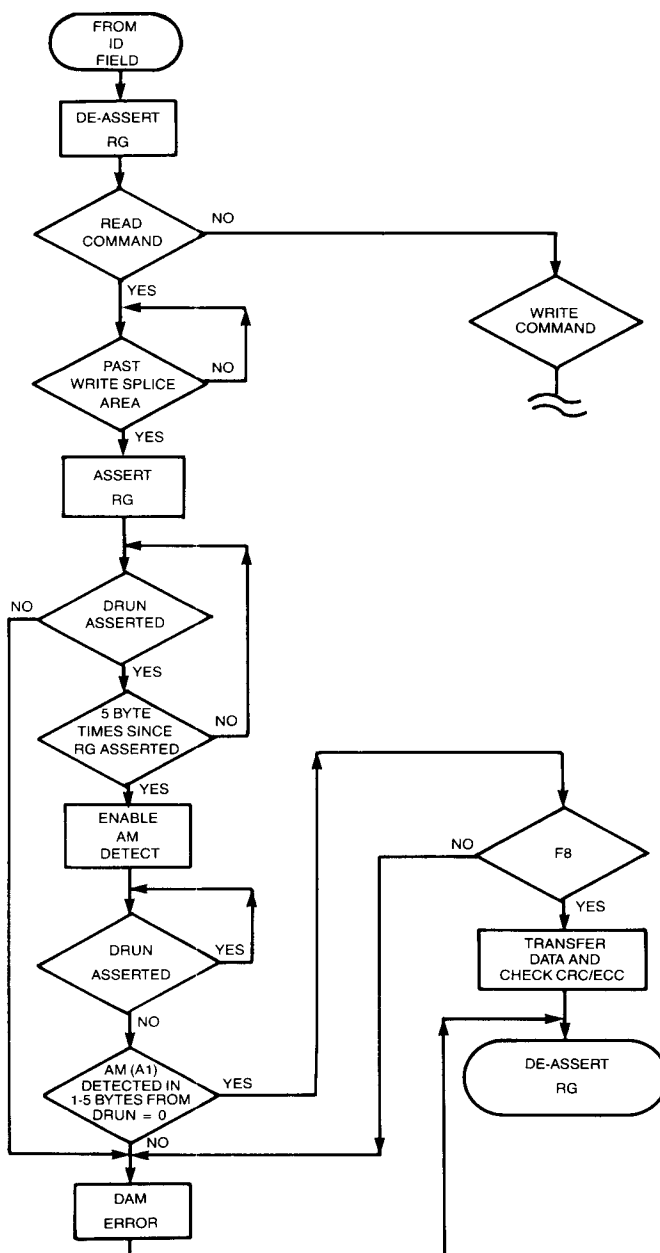 FROM
ID
FIELD
DE-ASSERT
RG
READ
COMMAND
NO
YES
WRITE
COMMAND
PAST
WRITE SPLICE
AREA
NO
YES
ASSERT
RG
NO
DRUN
ASSERTED
YES
5 BYTE
TIMES SINCE
RG ASSERTED
NO
YES
ENABLE
AM
DETECT
DRUN
ASSERTED
YES
NO
AM (A1)
DETECTED IN
1-5 BYTES FROM
DRUN = 0
YES
NO
NO
F8
YES
TRANSFER
DATA AND
CHECK CRC/ECC
DE-ASSERT
RG
DAM
ERROR